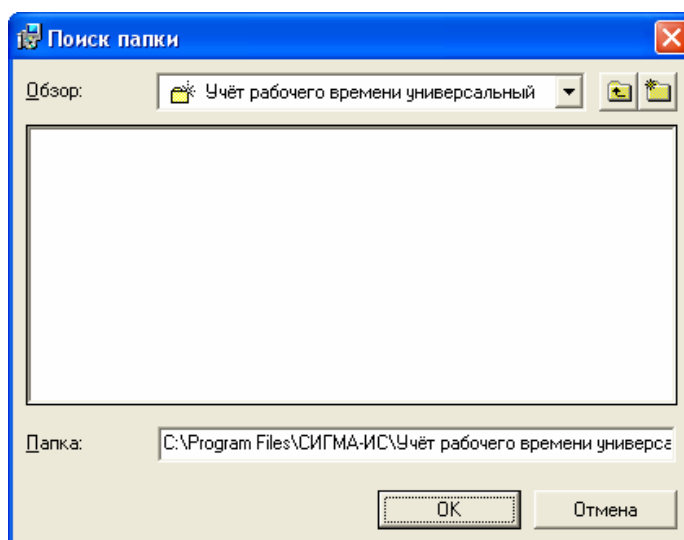 Поиск папки
Обзор:
Учёт рабочего времени универсальный
Папка:
C:\Program Files\СИГМА-ИС\Учёт рабочего времени универса
OK
Отмена